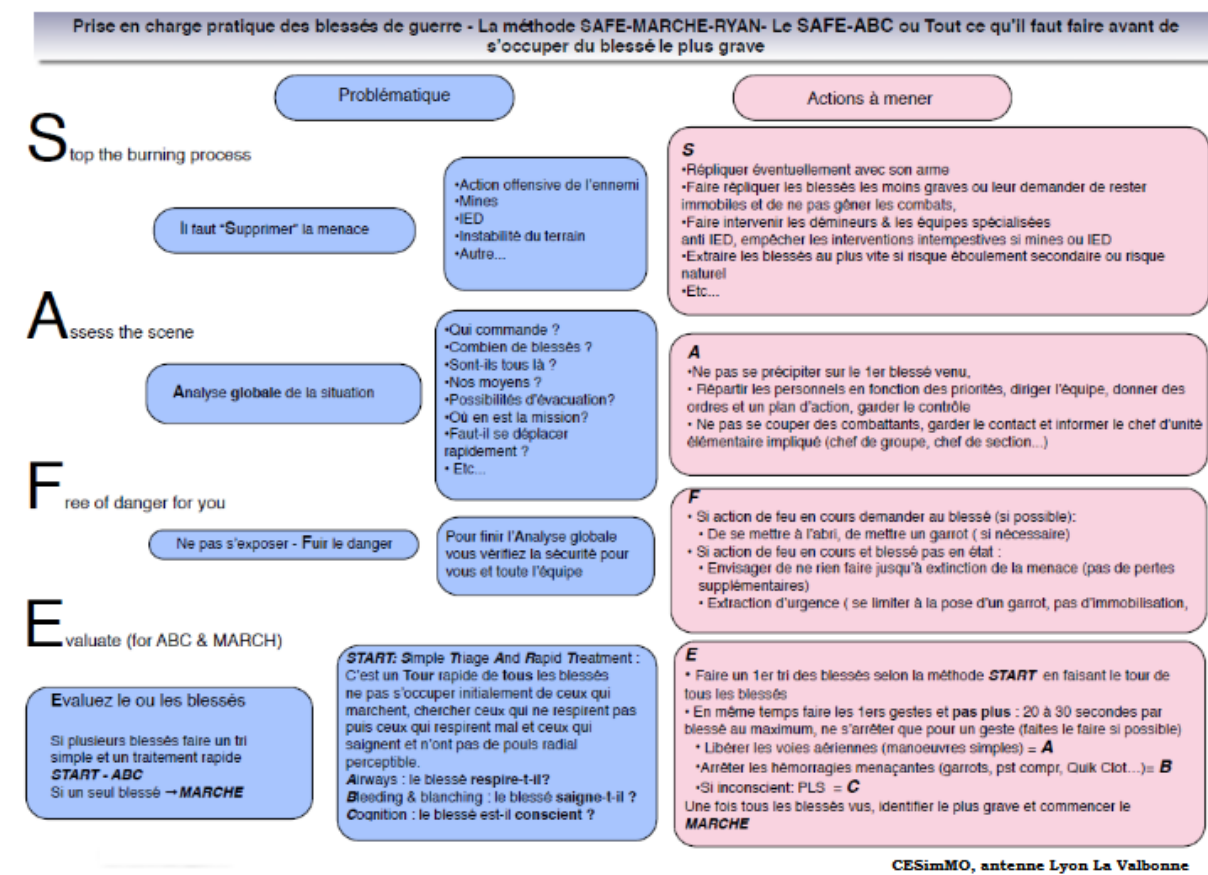 Prise en charge pratique des blessés de guerre - La méthode SAFE-MARCHE-RYAN- Le SAFE-ABC ou Tout ce qu'il faut faire avant de
s'occuper du blessé le plus grave
Problématique
Actions à mener
Stop the burning process
Il faut "Supprimer" la menace
•Action offensive de l'ennemi
•Mines
•IED
•Instabilité du terrain
•Autre...
S
•Répliquer éventuellement avec son arme
•Faire répliquer les blessés les moins graves ou leur demander de rester
immobiles et de ne pas gêner les combats,
•Faire intervenir les démineurs & les équipes spécialisées
anti IED, empêcher les interventions intempestives si mines ou IED
•Extraire les blessés au plus vite si risque éboulement secondaire ou risque
naturel
•Etc...
Assess the scene
Analyse globale de la situation
•Qui commande ?
•Combien de blessés ?
•Sont-ils tous là ?
•Nos moyens ?
•Possibilités d'évacuation?
•Où en est la mission?
•Faut-il se déplacer
rapidement ?
• Etc...
A
•Ne pas se précipiter sur le 1er blessé venu,
• Répartir les personnels en fonction des priorités, diriger l'équipe, donner des
ordres et un plan d'action, garder le contrôle
• Ne pas se couper des combattants, garder le contact et informer le chef d'unité
élémentaire impliqué (chef de groupe, chef de section...)
Free of danger for you
Ne pas s'exposer - Fuir le danger
Pour finir l'Analyse globale
vous vérifiez la sécurité pour
vous et toute l'équipe
F
• Si action de feu en cours demander au blessé (si possible):
• De se mettre à l'abri, de mettre un garrot ( si nécessaire)
• Si action de feu en cours et blessé pas en état :
• Envisager de ne rien faire jusqu'à extinction de la menace (pas de pertes
supplémentaires)
• Extraction d'urgence ( se limiter à la pose d'un garrot, pas d'immobilisation,
Evaluate (for ABC & MARCH)
Evaluez le ou les blessés
Si plusieurs blessés faire un tri
simple et un traitement rapide
START - ABC
Si un seul blessé → MARCHE
START: Simple Triage And Rapid Treatment :
C'est un Tour rapide de tous les blessés
ne pas s'occuper initialement de ceux qui
marchent, chercher ceux qui ne respirent pas
puis ceux qui respirent mal et ceux qui
saignent et n'ont pas de pouls radial
perceptible.
Airways : le blessé respire-t-il?
Bleeding & blanching : le blessé saigne-t-il ?
Cognition : le blessé est-il conscient ?
E
• Faire un 1er tri des blessés selon la méthode START en faisant le tour de
tous les blessés
• En même temps faire les 1ers gestes et pas plus : 20 à 30 secondes par
blessé au maximum, ne s'arrêter que pour un geste (faites le faire si possible)
• Libérer les voies aériennes (manoeuvres simples) = A
•Arrêter les hémorragies menaçantes (garrots, pst compr, Quik Clot...)= B
•Si inconscient: PLS = C
Une fois tous les blessés vus, identifier le plus grave et commencer le
MARCHE
CESimMO, antenne Lyon La Valbonne